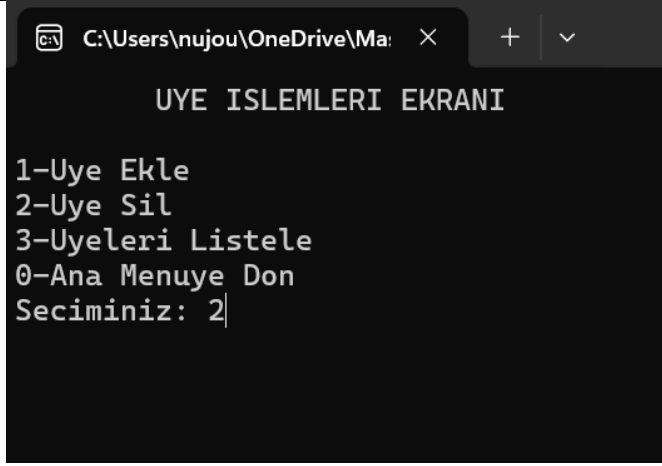 C:\Users\nujou\OneDrive\Ma
UYE ISLEMLERI EKRANI
1-Uye Ekle
2-Uye Sil
3-Uyeleri Listele
0-Ana Menuye Don
Seciminiz: 2